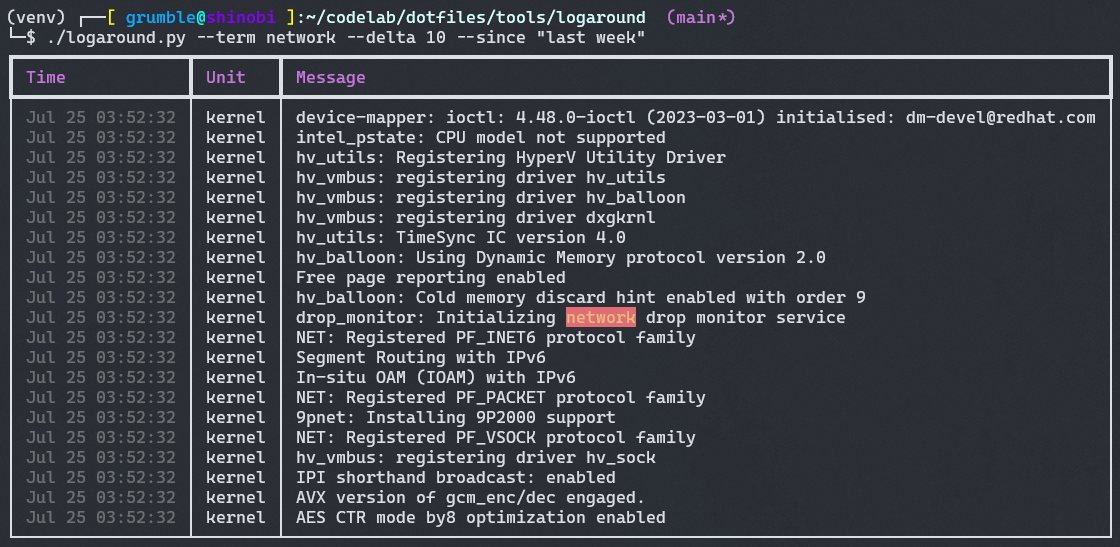 (venv) ┌──[ grumble@shinobi ]:~/codelab/dotfiles/tools/logaround (main*)
└─$ ./logaround.py --term network --delta 10 --since "last week"
Time Unit Message
Jul 25 03:52:32 kernel device-mapper: ioctl: 4.48.0-ioctl (2023-03-01) initialised: dm-devel@redhat.com
Jul 25 03:52:32 kernel intel_pstate: CPU model not supported
Jul 25 03:52:32 kernel hv_utils: Registering HyperV Utility Driver
Jul 25 03:52:32 kernel hv_vmbus: registering driver hv_utils
Jul 25 03:52:32 kernel hv_vmbus: registering driver hv_balloon
Jul 25 03:52:32 kernel hv_vmbus: registering driver dxgkrnl
Jul 25 03:52:32 kernel hv_utils: TimeSync IC version 4.0
Jul 25 03:52:32 kernel hv_balloon: Using Dynamic Memory protocol version 2.0
Jul 25 03:52:32 kernel Free page reporting enabled
Jul 25 03:52:32 kernel hv_balloon: Cold memory discard hint enabled with order 9
Jul 25 03:52:32 kernel drop_monitor: Initializing network drop monitor service
Jul 25 03:52:32 kernel NET: Registered PF_INET6 protocol family
Jul 25 03:52:32 kernel Segment Routing with IPv6
Jul 25 03:52:32 kernel In-situ OAM (IOAM) with IPv6
Jul 25 03:52:32 kernel NET: Registered PF_PACKET protocol family
Jul 25 03:52:32 kernel 9pnet: Installing 9P2000 support
Jul 25 03:52:32 kernel NET: Registered PF_VSOCK protocol family
Jul 25 03:52:32 kernel hv_vmbus: registering driver hv_sock
Jul 25 03:52:32 kernel IPI shorthand broadcast: enabled
Jul 25 03:52:32 kernel AVX version of gcm_enc/dec engaged.
Jul 25 03:52:32 kernel AES CTR mode by8 optimization enabled